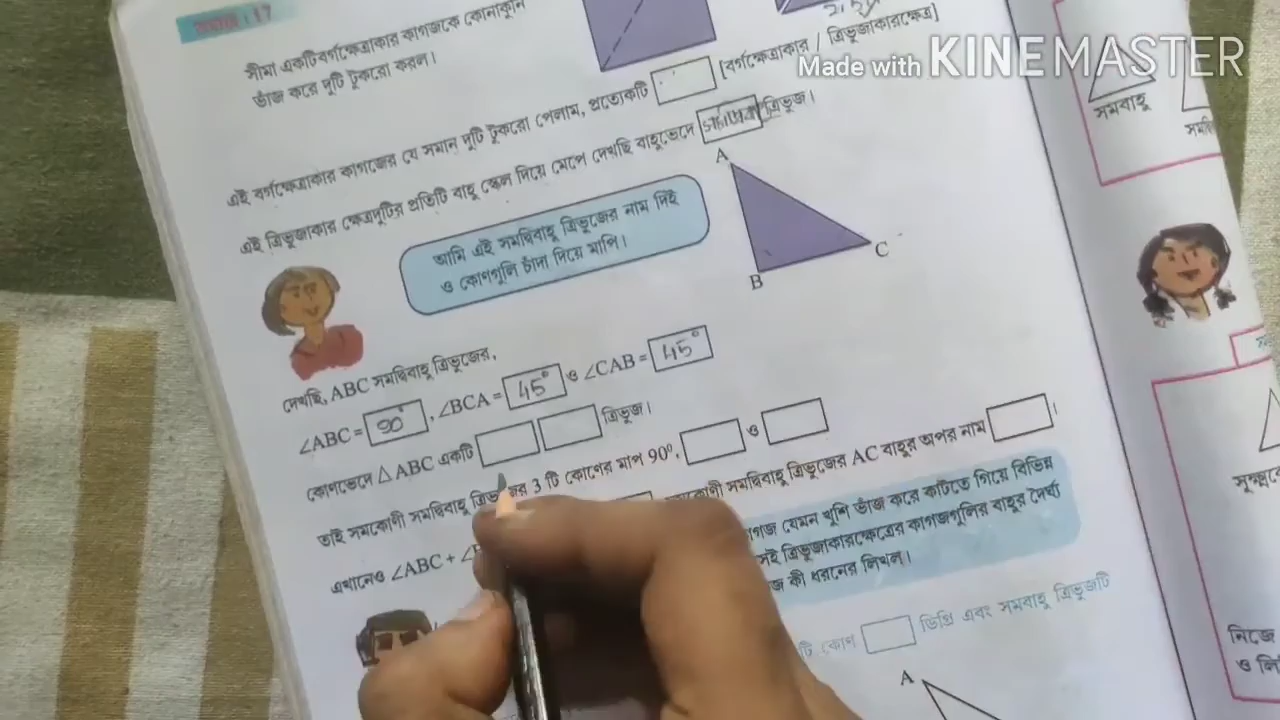 সীমা একটিবর্গক্ষেত্রাকার কাগজকে কোনাকুনি
ভাঁজ করে দুটি টুকরো করল।
Made with KINEMASTER
এই বর্গক্ষেত্রাকার কাগজের যে সমান দুটি টুকরো পেলাম, প্রত্যেকটি [বর্গক্ষেত্রাকার / ত্রিভুজাকারক্ষেত্র]
এই ত্রিভুজাকার ক্ষেত্রদুটির প্রতিটি বাহু স্কেল দিয়ে মেপে দেখছি বাহুভেদে ত্রিভুজ।
আমি এই সমদ্বিবাহু ত্রিভুজের নাম দিই
ও কোণগুলি চাঁদা দিয়ে মাপি।
A
B
C
দেখছি, ABC সমদ্বিবাহু ত্রিভুজের,
∠ABC = 90°, ∠BCA = 45° ও ∠CAB = 45°
কোণভেদে △ABC একটি ত্রিভুজ।
তাই সমকোণী সমদ্বিবাহু ত্রিভুজের 3 টি কোণের মাপ 90°, ও
এখানেও ∠ABC + ∠
সমদ্বিবাহু ত্রিভুজের AC বাহুর অপর নাম ।
যেমন খুশি ভাঁজ করে কাটতে গিয়ে বিভিন্ন
ত্রিভুজাকারক্ষেত্রের কাগজগুলির বাহুর দৈর্ঘ্য
কী ধরনের লিখল।
টি কোণ ডিগ্রি এবং সমবাহু ত্রিভুজটি
A
সমবাহু
নিজে